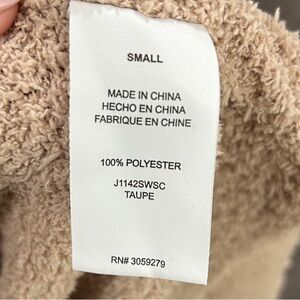 SMALL
MADE IN CHINA
HECHO EN CHINA
FABRIQUE EN CHINE
100% POLYESTER
J1142SWSC
TAUPE
RN# 3059279